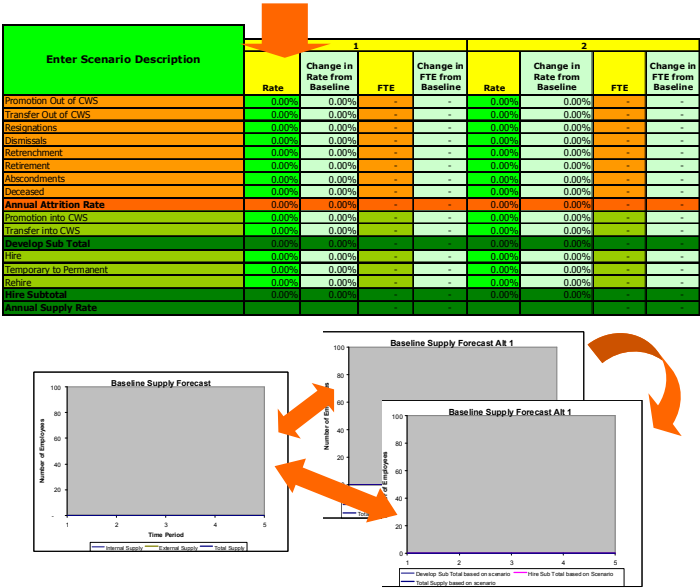 Enter Scenario Description
1 2
Rate Change in Rate from Baseline FTE Change in FTE from Baseline Rate Change in Rate from Baseline FTE Change in FTE from Baseline
Promotion Out of CWS 0.00% 0.00% - - 0.00% 0.00% - -
Transfer Out of CWS 0.00% 0.00% - - 0.00% 0.00% - -
Resignations 0.00% 0.00% - - 0.00% 0.00% - -
Dismissals 0.00% 0.00% - - 0.00% 0.00% - -
Retrenchment 0.00% 0.00% - - 0.00% 0.00% - -
Retirement 0.00% 0.00% - - 0.00% 0.00% - -
Abscondments 0.00% 0.00% - - 0.00% 0.00% - -
Deceased 0.00% 0.00% - - 0.00% 0.00% - -
Annual Attrition Rate 0.00% 0.00% - - 0.00% 0.00% - -
Promotion into CWS 0.00% 0.00% - - 0.00% 0.00% - -
Transfer into CWS 0.00% 0.00% - - 0.00% 0.00% - -
Develop Sub Total 0.00% 0.00% - - 0.00% 0.00% - -
Hire 0.00% 0.00% - - 0.00% 0.00% - -
Temporary to Permanent 0.00% 0.00% - - 0.00% 0.00% - -
Rehire 0.00% 0.00% - - 0.00% 0.00% - -
Hire Subtotal 0.00% 0.00% - - 0.00% 0.00% - -
Annual Supply Rate - - - -
Baseline Supply Forecast
Number of Employees
100
80
60
40
20
-
1 2 3 4 5
Time Period
Internal Supply External Supply Total Supply
Baseline Supply Forecast Alt 1
100
80
60
40
20
Baseline Supply Forecast Alt 1
100
80
60
40
20
0
1 2 3 4 5
Develop Sub Total based on scenario Hire Sub Total based on Scenario
Total Supply based on scenario